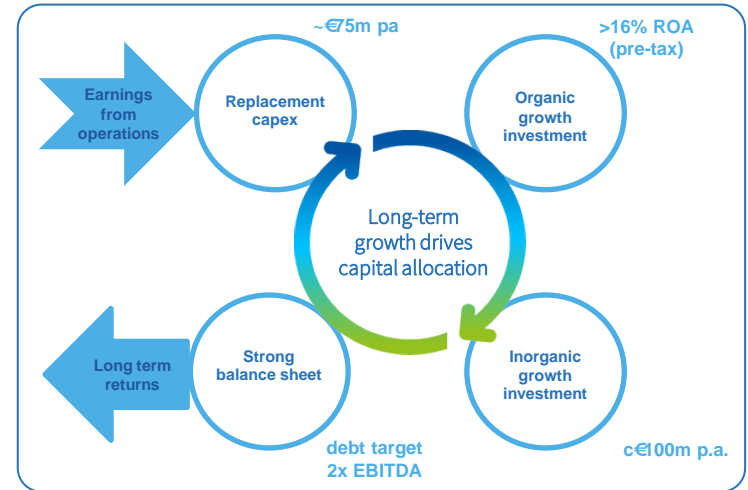 ~€75m pa
>16% ROA
(pre-tax)
Earnings
from
operations
Replacement
capex
Organic
growth
investment
Long-term
growth drives
capital allocation
Long term
returns
Strong
balance sheet
Inorganic
growth
investment
debt target
2x EBITDA
c€100m p.a.